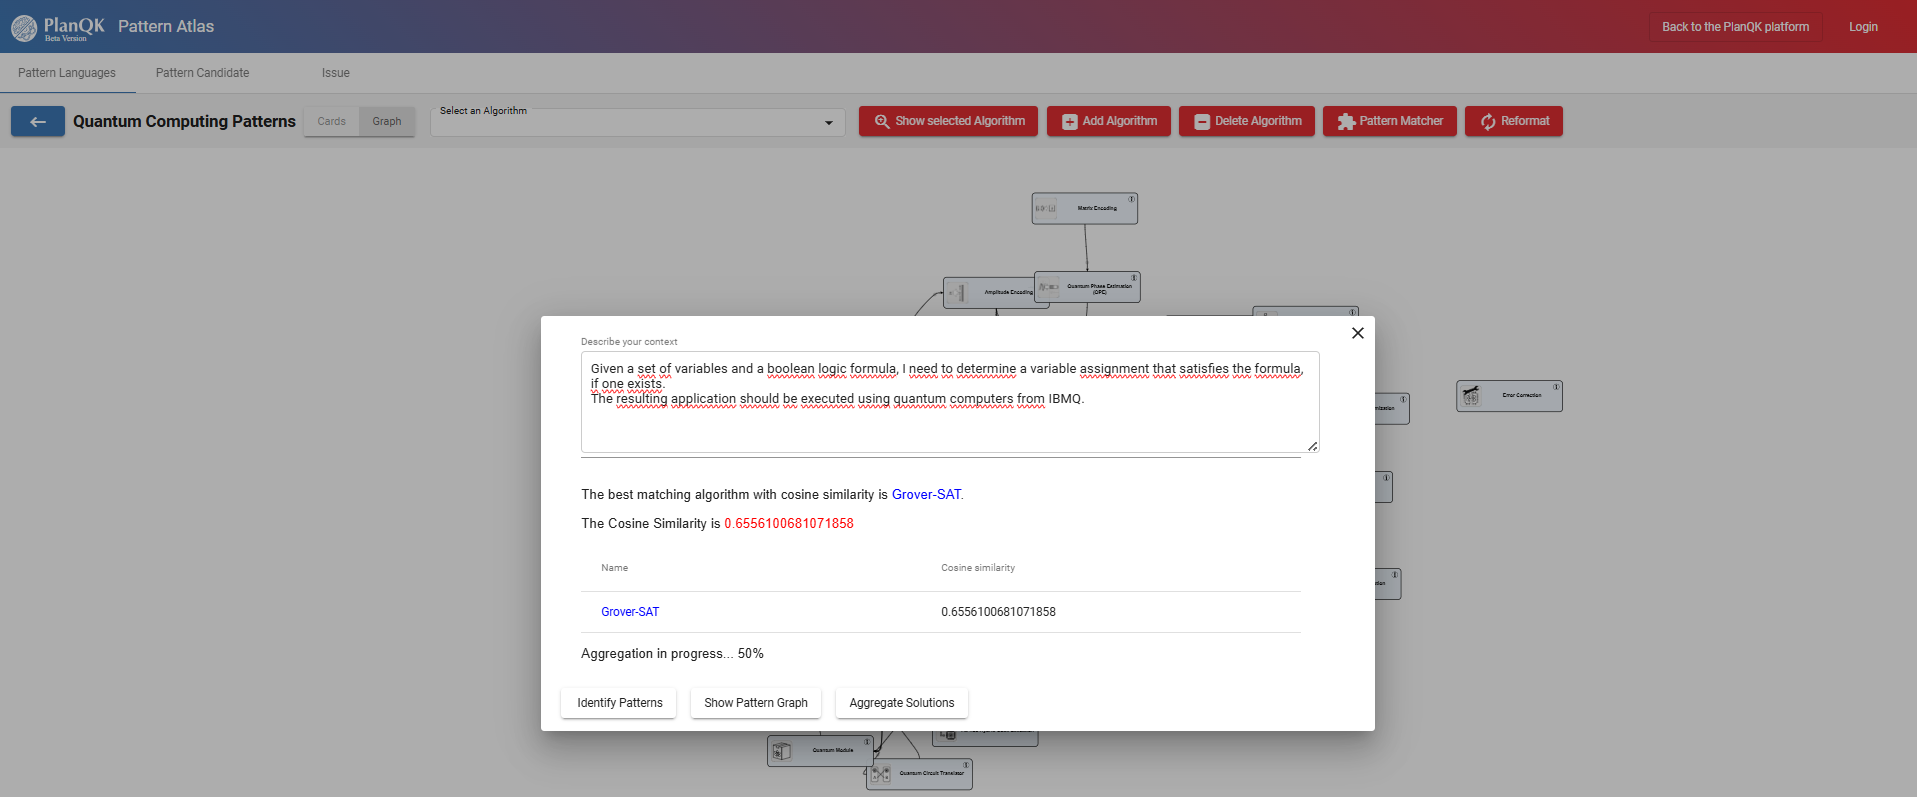 PlanQK
Beta Version
Pattern Atlas
Back to the PlanQK platform
Login
Pattern Languages
Pattern Candidate
Issue
Quantum Computing Patterns
Cards
Graph
Select an Algorithm
Show selected Algorithm
Add Algorithm
Delete Algorithm
Pattern Matcher
Reformat
Matrix Encoding
Amplitude Encoding
Quantum Phase Estimation
(QPE)
Error Correction
Describe your context
Given a set of variables and a boolean logic formula, I need to determine a variable assignment that satisfies the formula,
if one exists.
The resulting application should be executed using quantum computers from IBMQ.
The best matching algorithm with cosine similarity is Grover-SAT.
The Cosine Similarity is 0.6556100681071858
Name
Cosine similarity
Grover-SAT
0.6556100681071858
Aggregation in progress... 50%
Identify Patterns
Show Pattern Graph
Aggregate Solutions
Quantum Module
Quantum Circuit Translator